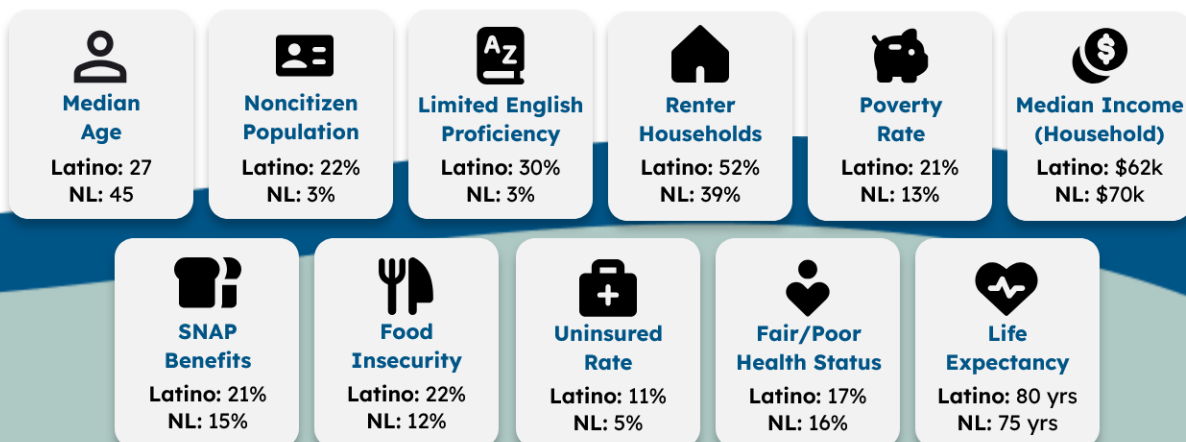 Median
Age
Latino: 27
NL: 45
Noncitizen
Population
Latino: 22%
NL: 3%
AZ
Limited English
Proficiency
Latino: 30%
NL: 3%
Renter
Households
Latino: 52%
NL: 39%
Poverty
Rate
Latino: 21%
NL: 13%
$
Median Income
(Household)
Latino: $62k
NL: $70k
SNAP
Benefits
Latino: 21%
NL: 15%
Food
Insecurity
Latino: 22%
NL: 12%
Uninsured
Rate
Latino: 11%
NL: 5%
Fair/Poor
Health Status
Latino: 17%
NL: 16%
Life
Expectancy
Latino: 80 yrs
NL: 75 yrs